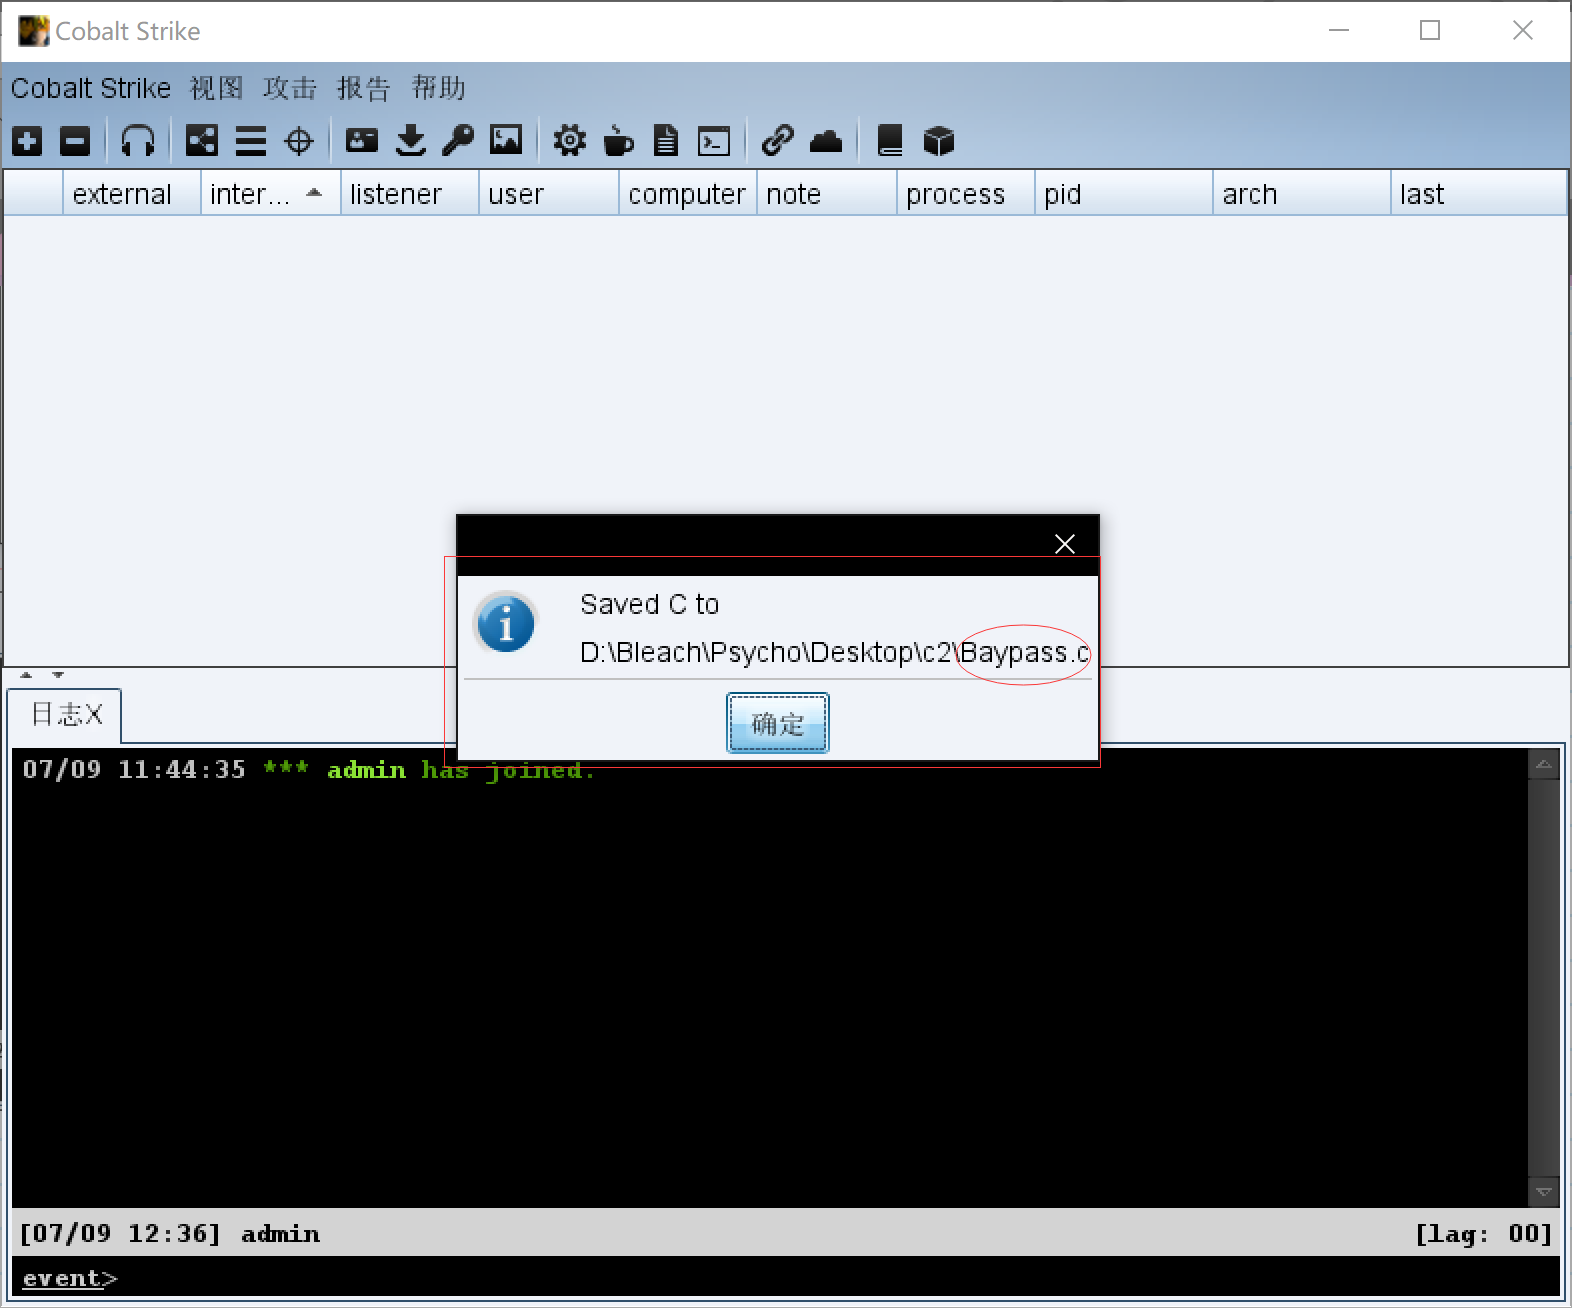 Cobalt Strike
Cobalt Strike 视图 攻击 报告 帮助
external inter... listener user computer note process pid arch last
Saved C to
D:\Bleach\Psycho\Desktop\c2\Baypass.c
确定
日志X
07/09 11:44:35 *** admin has joined.
[07/09 12:36] admin [lag: 00]
event>